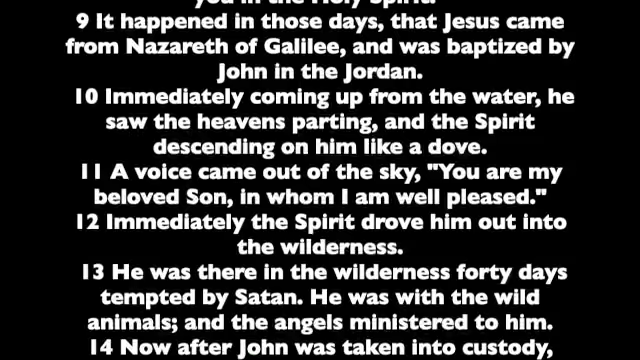 you in the Holy Spirit."
9 It happened in those days, that Jesus came
from Nazareth of Galilee, and was baptized by
John in the Jordan.
10 Immediately coming up from the water, he
saw the heavens parting, and the Spirit
descending on him like a dove.
11 A voice came out of the sky, "You are my
beloved Son, in whom I am well pleased."
12 Immediately the Spirit drove him out into
the wilderness.
13 He was there in the wilderness forty days
tempted by Satan. He was with the wild
animals; and the angels ministered to him.
14 Now after John was taken into custody,